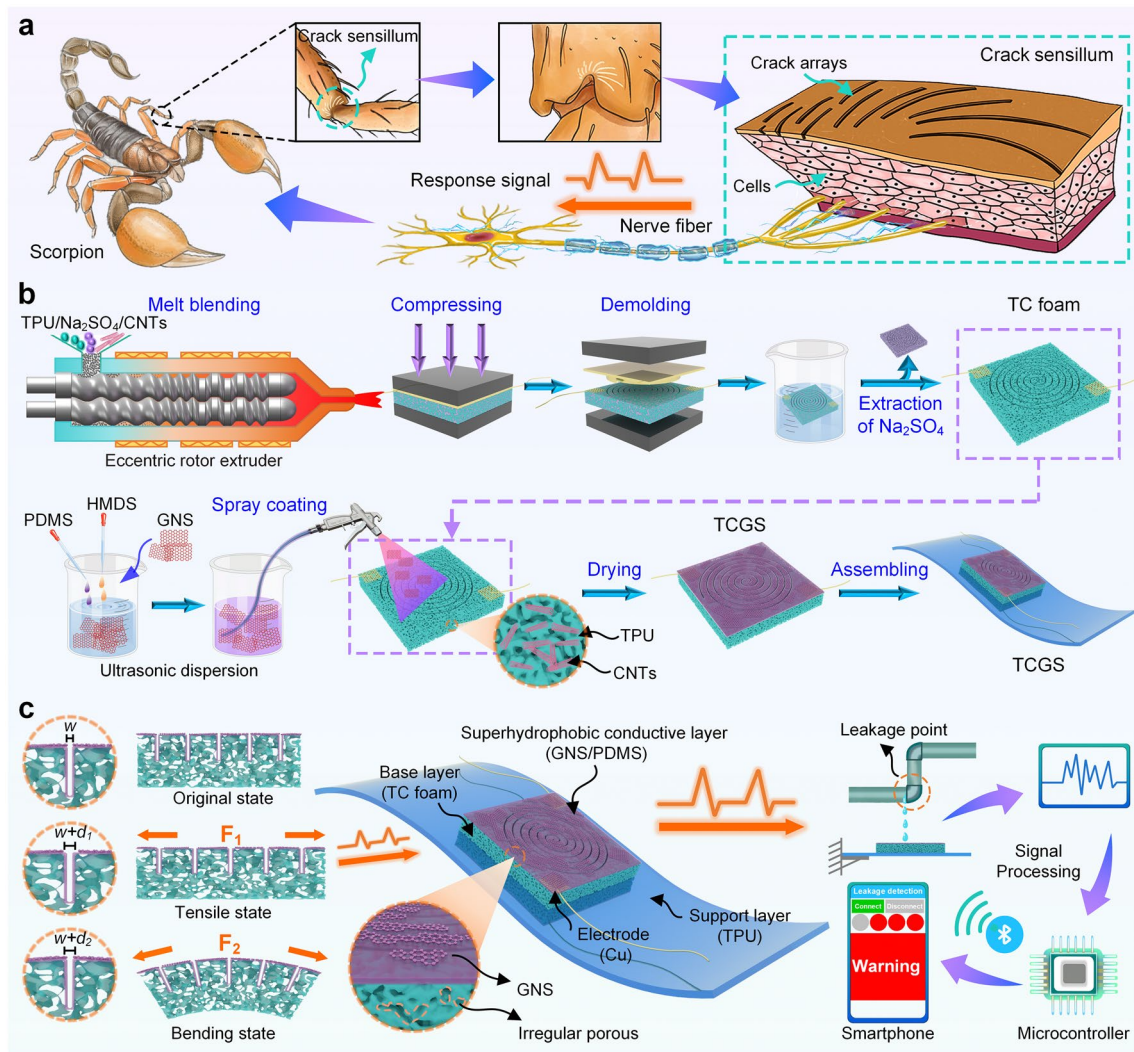 a
Crack sensillum
Crack sensillum
Crack arrays
Cells
Response signal
Nerve fiber
Scorpion
b
Melt blending
Compressing
Demolding
TC foam
TPU/Na₂SO₄/CNTs
Extraction
of Na₂SO₄
Eccentric rotor extruder
PDMS
HMDS
GNS
Spray coating
TCGS
Drying
Assembling
TPU
CNTs
Ultrasonic dispersion
TCGS
c
w
Original state
w+d₁
F₁
Tensile state
w+d₂
F₂
Bending state
Superhydrophobic conductive layer
(GNS/PDMS)
Base layer
(TC foam)
Support layer
(TPU)
Electrode
(Cu)
GNS
Irregular porous
Leakage point
Signal
Processing
Leakage detection
Connect
Disconnect
Warning
Smartphone
Microcontroller